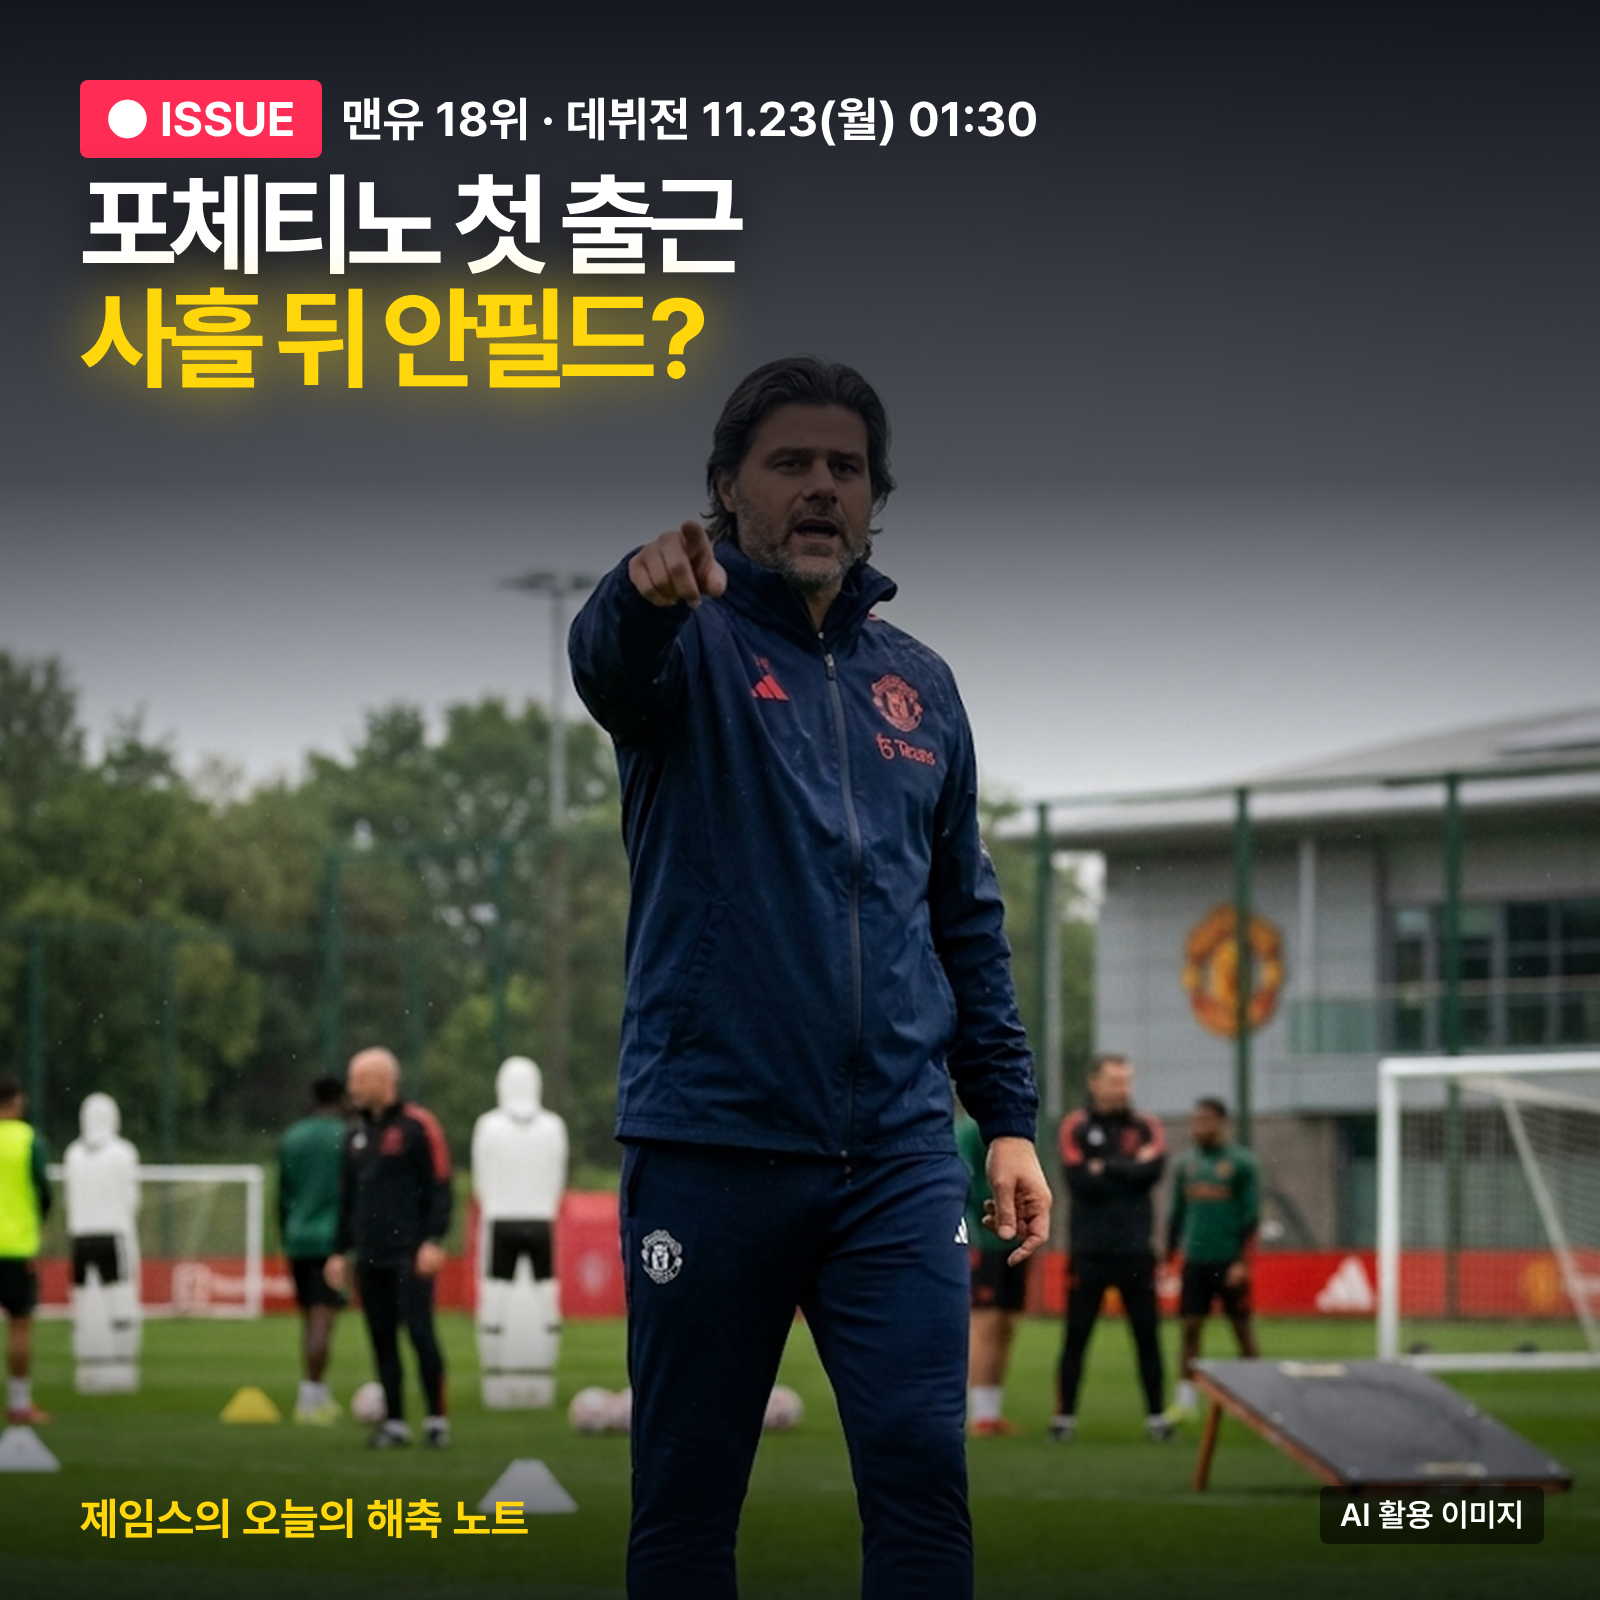 ISSUE 맨유 18위 · 데뷔전 11.23(월) 01:30
포체티노 첫 출근
사흘 뒤 안필드?
제임스의 오늘의 해축 노트
AI 활용 이미지